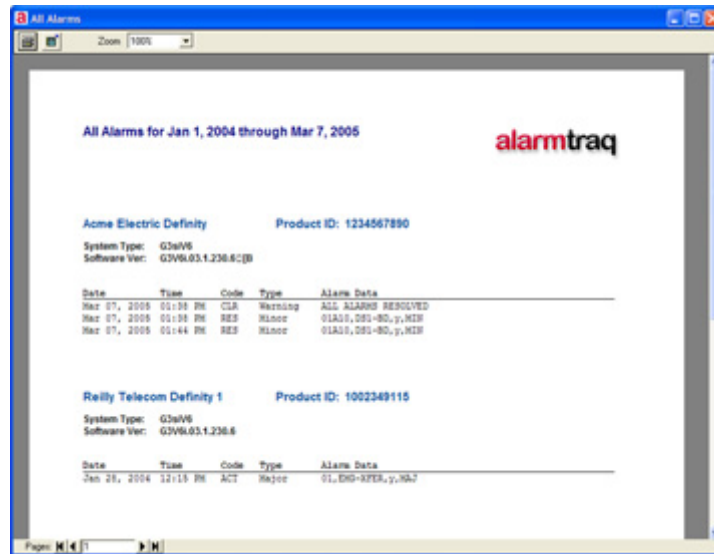 All Alarms
Zoom 100%
All Alarms for Jan 1, 2004 through Mar 7, 2005
alarmtraq
Acme Electric Definity Product ID: 1234567890
System Type: G3siV6
Software Ver:
Date Time Code Type Alarm Data
Mar 07, 2005 01:38 PM CLR Warning ALL ALARMS RESOLVED
Mar 07, 2005 01:38 PM RES Minor 01A10,DS1-BD,y,MIN
Mar 07, 2005 01:44 PM RES Minor 01A10,DS1-BD,y,MIN
Reilly Telecom Definity 1 Product ID: 1002349115
System Type: G3siV6
Software Ver: G3V6i.03.1.230.6
Date Time Code Type Alarm Data
Jan 28, 2004 12:15 PM ACT Major 01,EMG-XFER,y,MAJ
Pages: 1